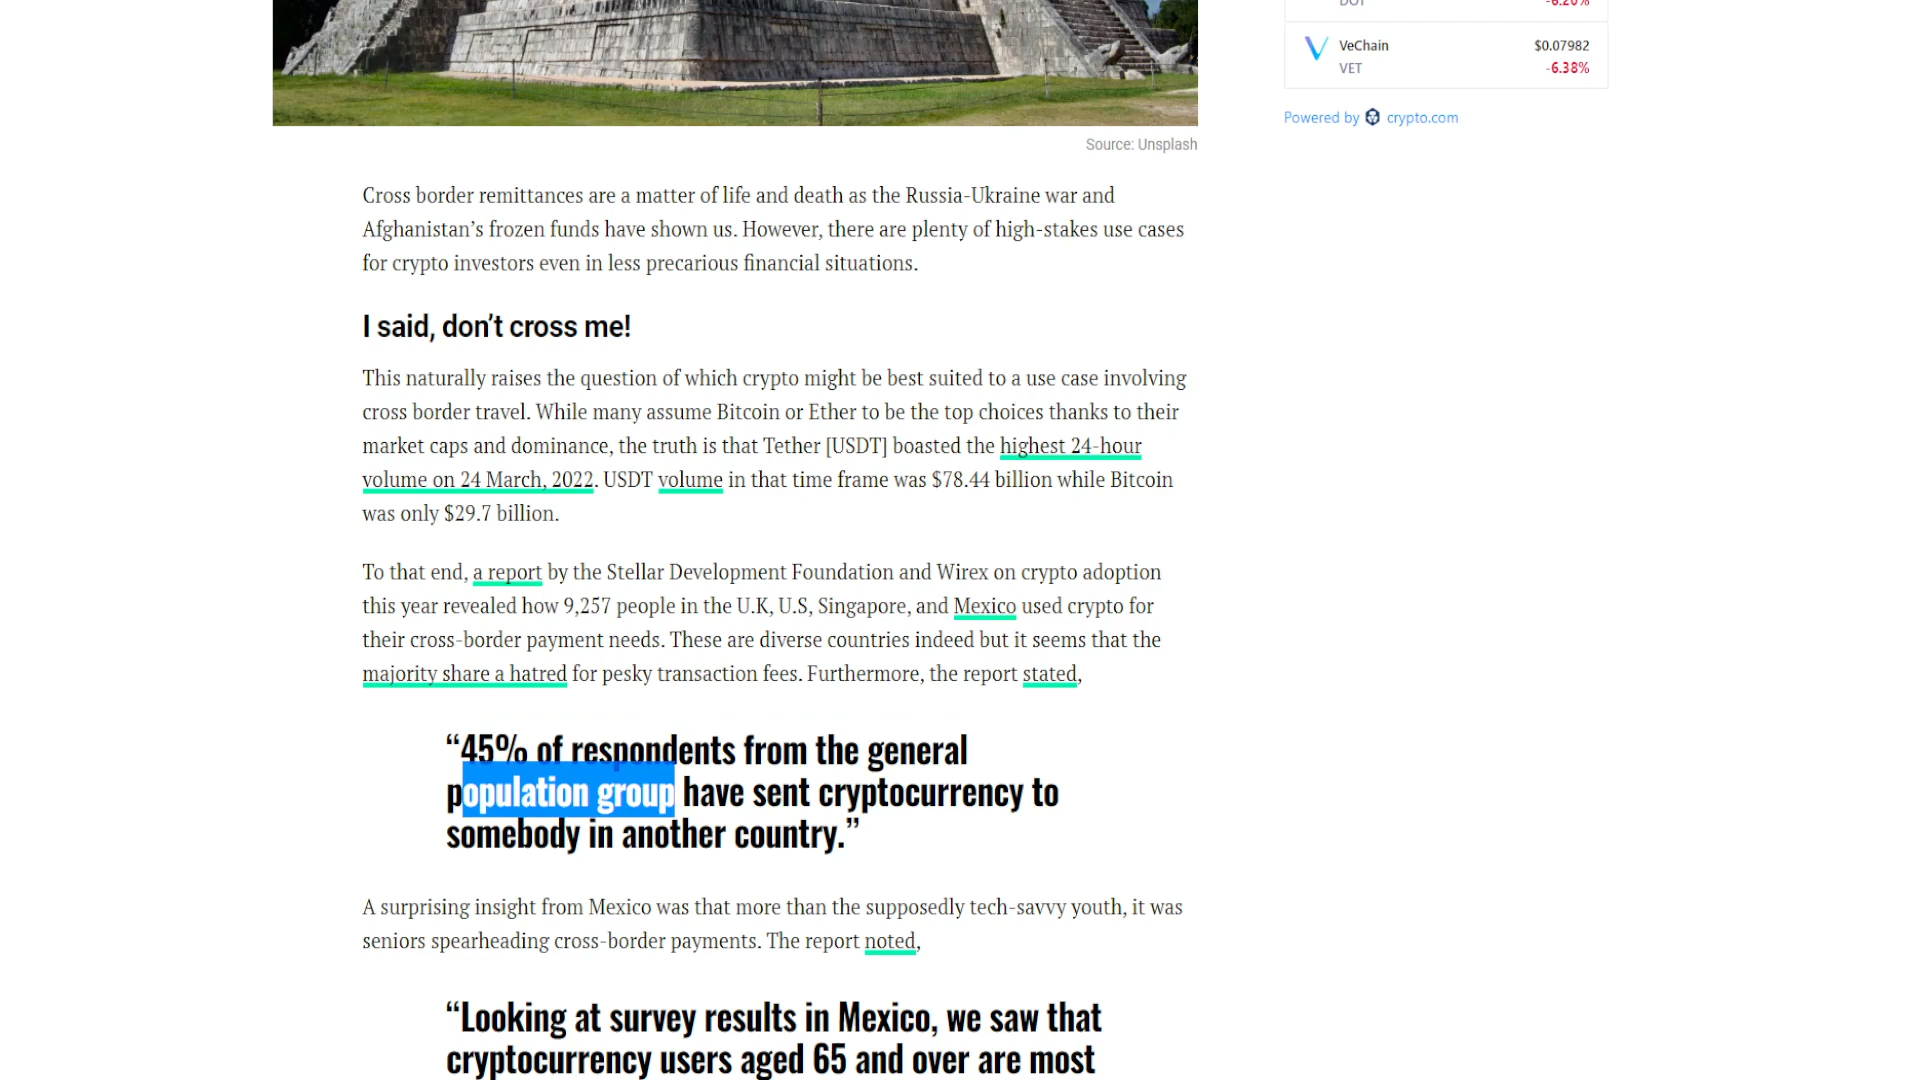 DOT -6.20%
VeChain $0.07982
VET -6.38%
Powered by crypto.com
Source: Unsplash
Cross border remittances are a matter of life and death as the Russia-Ukraine war and
Afghanistan’s frozen funds have shown us. However, there are plenty of high-stakes use cases
for crypto investors even in less precarious financial situations.
I said, don’t cross me!
This naturally raises the question of which crypto might be best suited to a use case involving
cross border travel. While many assume Bitcoin or Ether to be the top choices thanks to their
market caps and dominance, the truth is that Tether [USDT] boasted the highest 24-hour
volume on 24 March, 2022. USDT volume in that time frame was $78.44 billion while Bitcoin
was only $29.7 billion.
To that end, a report by the Stellar Development Foundation and Wirex on crypto adoption
this year revealed how 9,257 people in the U.K, U.S, Singapore, and Mexico used crypto for
their cross-border payment needs. These are diverse countries indeed but it seems that the
majority share a hatred for pesky transaction fees. Furthermore, the report stated,
“45% of respondents from the general
population group have sent cryptocurrency to
somebody in another country.”
A surprising insight from Mexico was that more than the supposedly tech-savvy youth, it was
seniors spearheading cross-border payments. The report noted,
“Looking at survey results in Mexico, we saw that
cryptocurrency users aged 65 and over are most